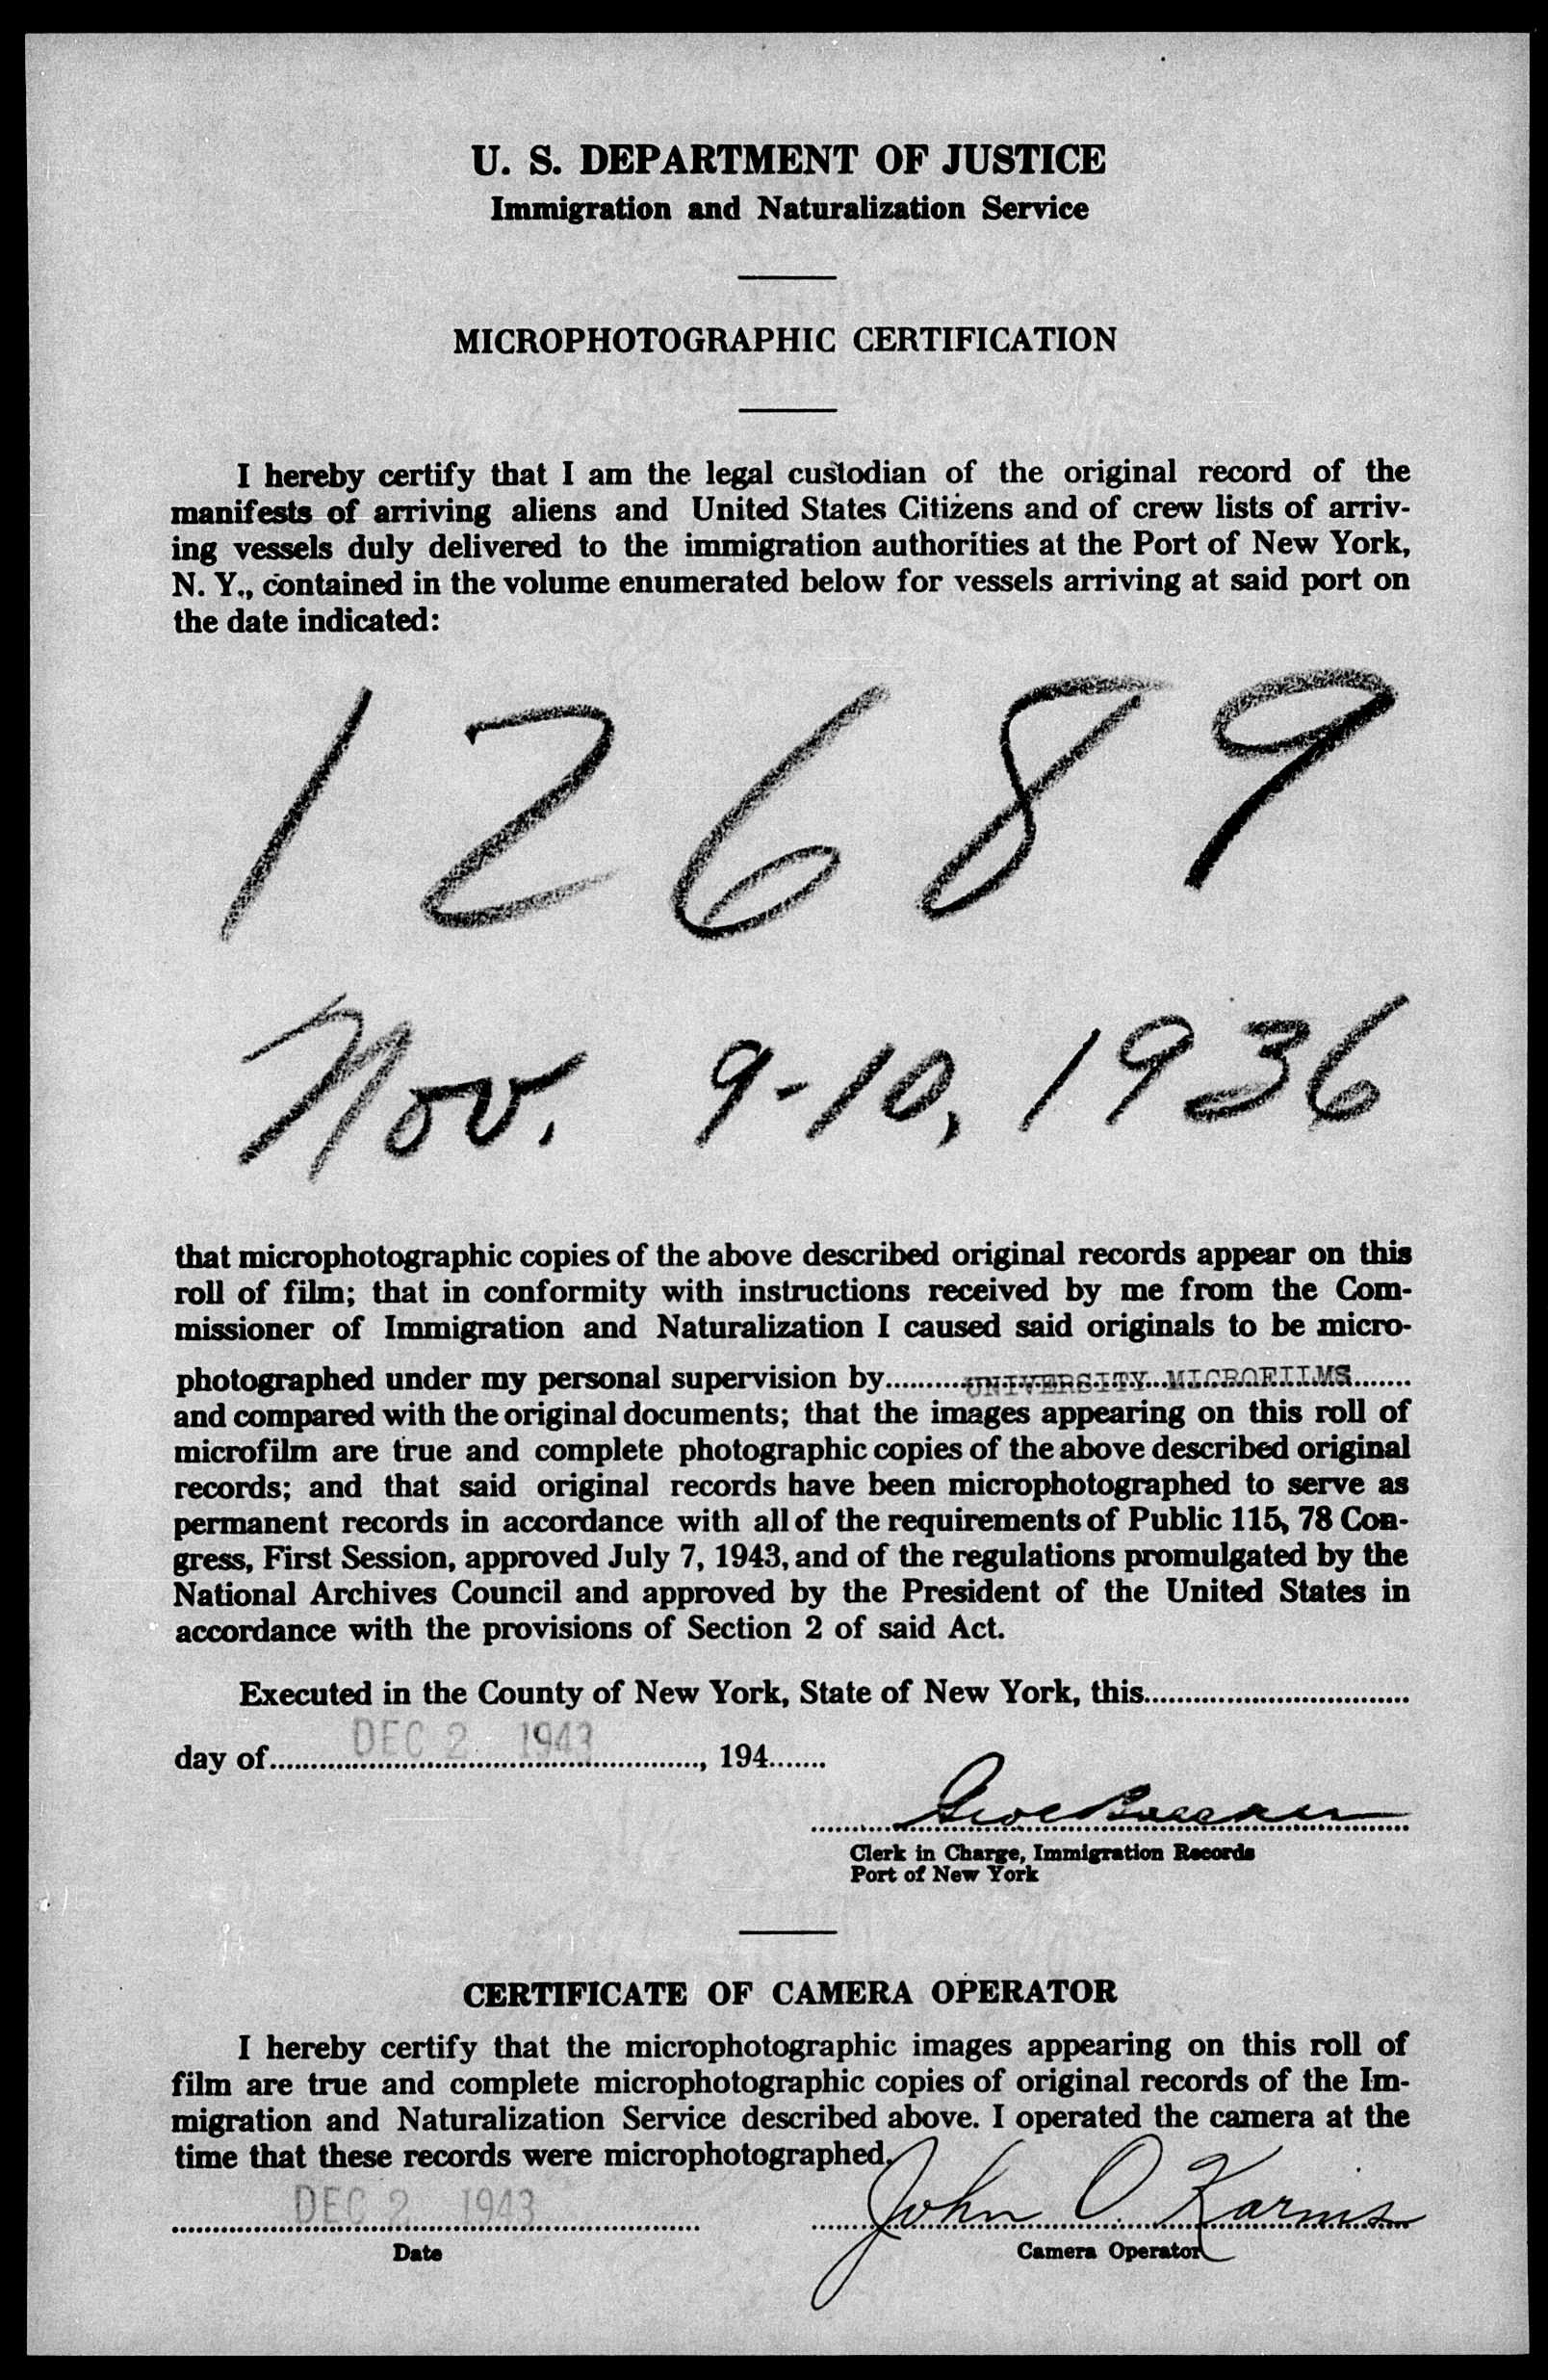 U. S. DEPARTMENT OF JUSTICE
Immigration and Naturalization Service
MICROPHOTOGRAPHIC CERTIFICATION
I hereby certify that I am the legal custodian of the original record of the
manifests of arriving aliens and United States Citizens and of crew lists of arriv-
ing vessels duly delivered to the immigration authorities at the Port of New York,
N. Y., contained in the volume enumerated below for vessels arriving at said port on
the date indicated:
12689
Nov. 9-10, 1936
that microphotographic copies of the above described original records appear on this
roll of film; that in conformity with instructions received by me from the Com-
missioner of Immigration and Naturalization I caused said originals to be micro-
photographed under my personal supervision by UNIVERSITY MICROFILMS
and compared with the original documents; that the images appearing on this roll of
microfilm are true and complete photographic copies of the above described original
records; and that said original records have been microphotographed to serve as
permanent records in accordance with all of the requirements of Public 115, 78 Con-
gress, First Session, approved July 7, 1943, and of the regulations promulgated by the
National Archives Council and approved by the President of the United States in
accordance with the provisions of Section 2 of said Act.
Executed in the County of New York, State of New York, this
day of DEC 2 1943, 194
Clerk in Charge, Immigration Records
Port of New York
CERTIFICATE OF CAMERA OPERATOR
I hereby certify that the microphotographic images appearing on this roll of
film are true and complete microphotographic copies of original records of the Im-
migration and Naturalization Service described above. I operated the camera at the
time that these records were microphotographed.
DEC 2 1943 John O. Karms
Date Camera Operator